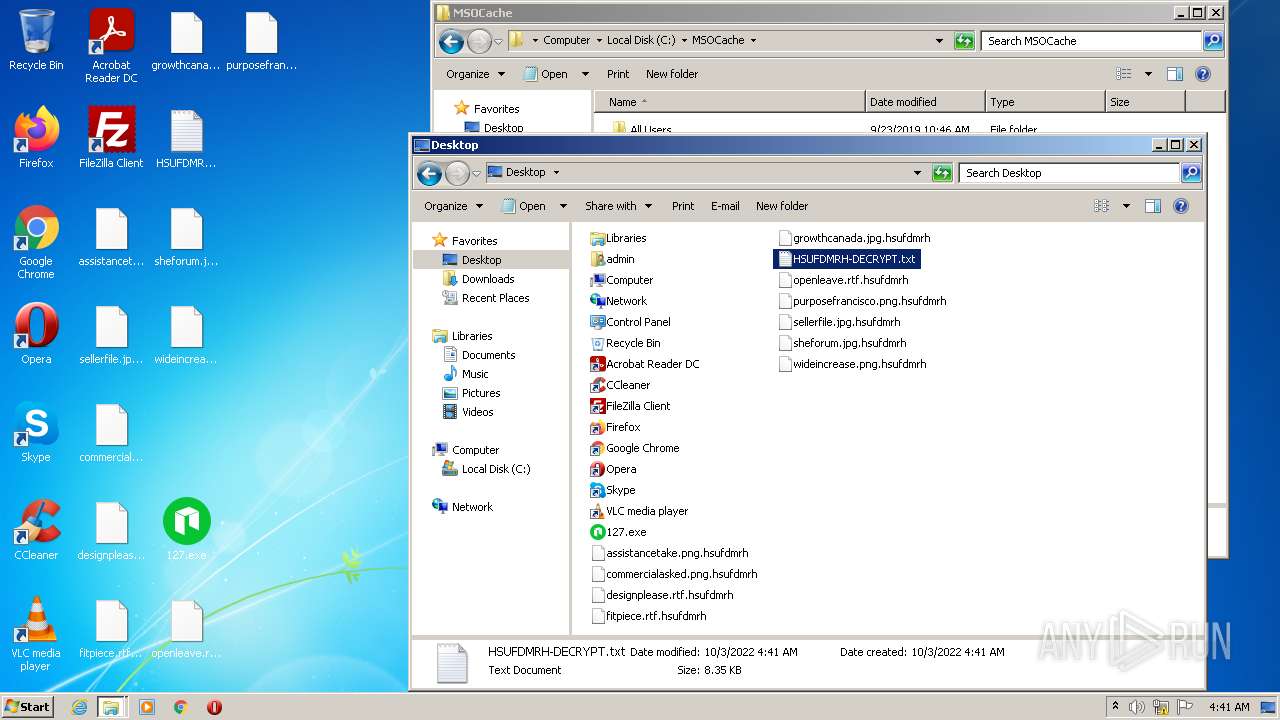 Recycle Bin
Acrobat Reader DC
growthcana...
purposefran...
Firefox
FileZilla Client
HSUFDMR...
Google Chrome
assistancet...
sheforum.j...
Opera
sellerfile.jp...
wideincrea...
Skype
commercial...
CCleaner
designpleas...
127.exe
VLC media player
fitpiece.rtf....
openleave.r...
MSOCache
Computer
Local Disk (C:)
MSOCache
Search MSOCache
Organize
Open
Print
New folder
Favorites
Desktop
Name
Date modified
Type
Size
All Users
9/2/2019 10:46 AM
File folder
Desktop
Desktop
Search Desktop
Organize
Open
Share with
Print
E-mail
New folder
Favorites
Desktop
Downloads
Recent Places
Libraries
Documents
Music
Pictures
Videos
Computer
Local Disk (C:)
Network
Libraries
admin
Computer
Network
Control Panel
Recycle Bin
Acrobat Reader DC
CCleaner
FileZilla Client
Firefox
Google Chrome
Opera
Skype
VLC media player
127.exe
assistancetake.png.hsufdmrh
commercialasked.png.hsufdmrh
designplease.rtf.hsufdmrh
fitpiece.rtf.hsufdmrh
growthcanada.jpg.hsufdmrh
HSUFDMRH-DECRYPT.txt
openleave.rtf.hsufdmrh
purposefrancisco.png.hsufdmrh
sellerfile.jpg.hsufdmrh
sheforum.jpg.hsufdmrh
wideincrease.png.hsufdmrh
HSUFDMRH-DECRYPT.txt Date modified: 10/3/2022 4:41 AM Date created: 10/3/2022 4:41 AM
Text Document Size: 8.35 KB
ANY RUN
Start
4:41 AM